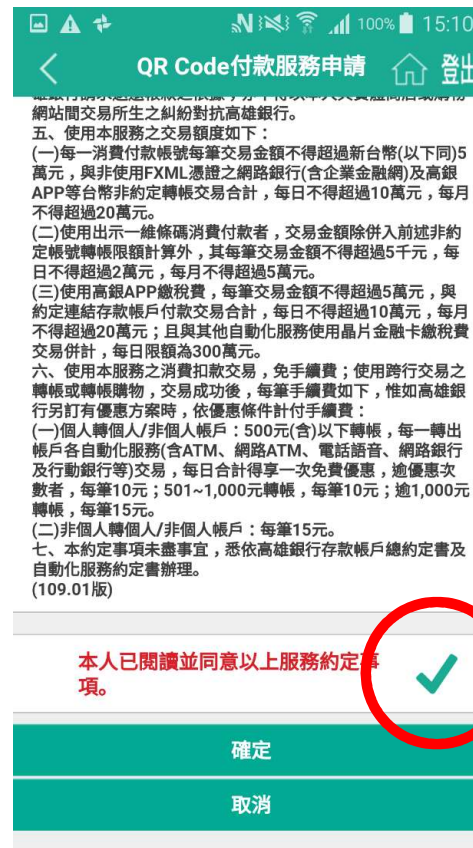 100% 15:10
QR Code付款服務申請
登出
網站間交易所生之糾紛對抗高雄銀行。
五、使用本服務之交易額度如下：
(一)每一消費付款帳號每筆交易金額不得超過新台幣(以下同)5
萬元，與非使用FXML憑證之網路銀行(含企業金融網)及高銀
APP等台幣非約定轉帳交易合計，每日不得超過10萬元，每月
不得超過20萬元。
(二)使用出示一維條碼消費付款者，交易金額除併入前述非約
定帳號轉帳限額計算外，其每筆交易金額不得超過5千元，每
日不得超過2萬元，每月不得超過5萬元。
(三)使用高銀APP繳稅費，每筆交易金額不得超過5萬元，與
約定連結存款帳戶付款交易合計，每日不得超過10萬元，每月
不得超過20萬元；且與其他自動化服務使用晶片金融卡繳稅費
交易併計，每日限額為300萬元。
六、使用本服務之消費扣款交易，免手續費；使用跨行交易之
轉帳或轉帳購物，交易成功後，每筆手續費如下，惟如高雄銀
行另訂有優惠方案時，依優惠條件計付手續費：
(一)個人轉個人/非個人帳戶：500元(含)以下轉帳，每一轉出
帳戶各自動化服務(含ATM、網路ATM、電話語音、網路銀行
及行動銀行等)交易，每日合計得享一次免費優惠，逾優惠次
數者，每筆10元；501~1,000元轉帳，每筆10元；逾1,000元
轉帳，每筆15元。
(二)非個人轉個人/非個人帳戶：每筆15元。
七、本約定事項未盡事宜，悉依高雄銀行存款帳戶總約定書及
自動化服務約定書辦理。
(109.01版)
本人已閱讀並同意以上服務約定事
項。
確定
取消